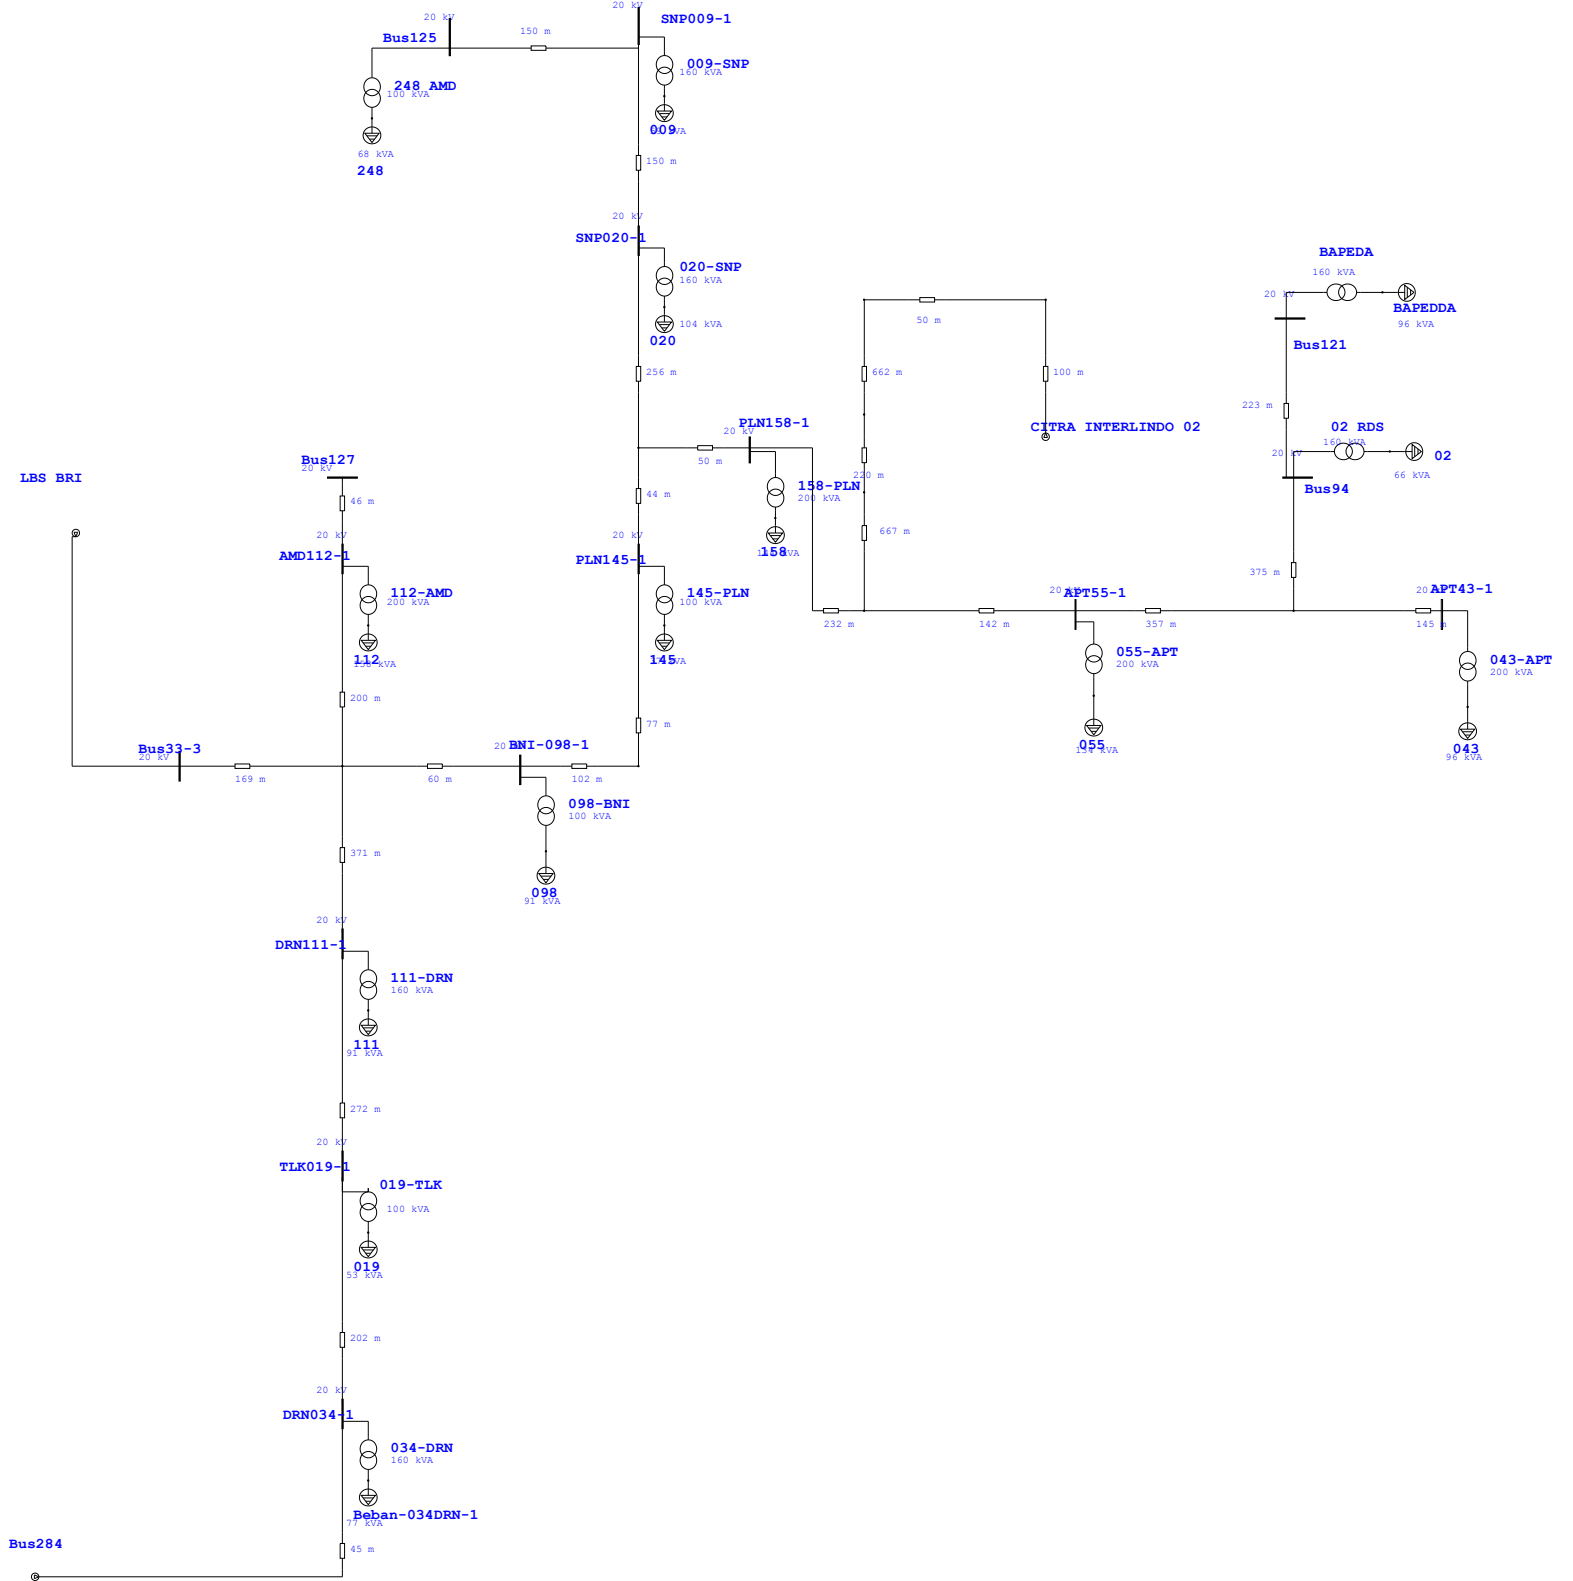 20 kV
SNP009-1
20 kV
150 m
Bus125
009-SNP
160 kVA
248 AMD
100 kVA
009
68 kVA
150 m
248
20 kV
SNP020-1
BAPEDA
020-SNP
160 kVA
160 kVA
20 kV
BAPEDDA
50 m
104 kVA
96 kVA
020
Bus121
256 m
662 m
100 m
223 m
PLN158-1
20 kV
CITRA INTERLINDO 02
02 RDS
160 kVA
20 kV
02
Bus127
20 kV
50 m
LBS BRI
220 m
66 kVA
158-PLN
200 kVA
Bus94
46 m
44 m
20 kV
20 kV
667 m
AMD112-1
PLN145-1
158
375 m
112-AMD
200 kVA
145-PLN
100 kVA
20 kV
APT55-1
20 kV
APT43-1
232 m
142 m
357 m
145 m
112
145
055-APT
200 kVA
043-APT
200 kVA
200 m
77 m
Bus33-3
20 kV
20 kV
BNI-098-1
055
043
96 kVA
169 m
60 m
102 m
098-BNI
100 kVA
371 m
098
91 kVA
20 kV
DRN111-1
111-DRN
160 kVA
111
91 kVA
272 m
20 kV
TLK019-1
019-TLK
100 kVA
019
53 kVA
202 m
20 kV
DRN034-1
034-DRN
160 kVA
Beban-034DRN-1
77 kVA
Bus284
45 m